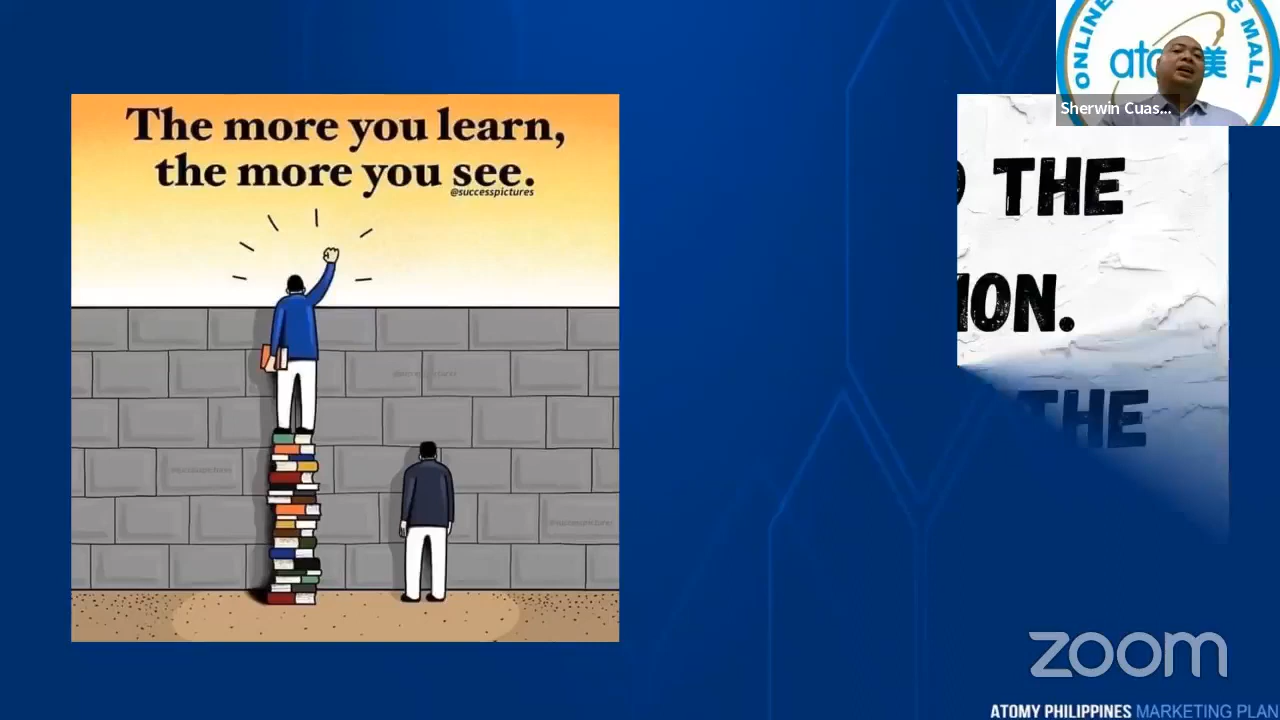 The more you learn,
the more you see.
@successpictures
ONLINE
G MALL
美
Sherwin Cuas...
THE
ION.
THE
zoom
ATOMY PHILIPPINES MARKETING PLAN